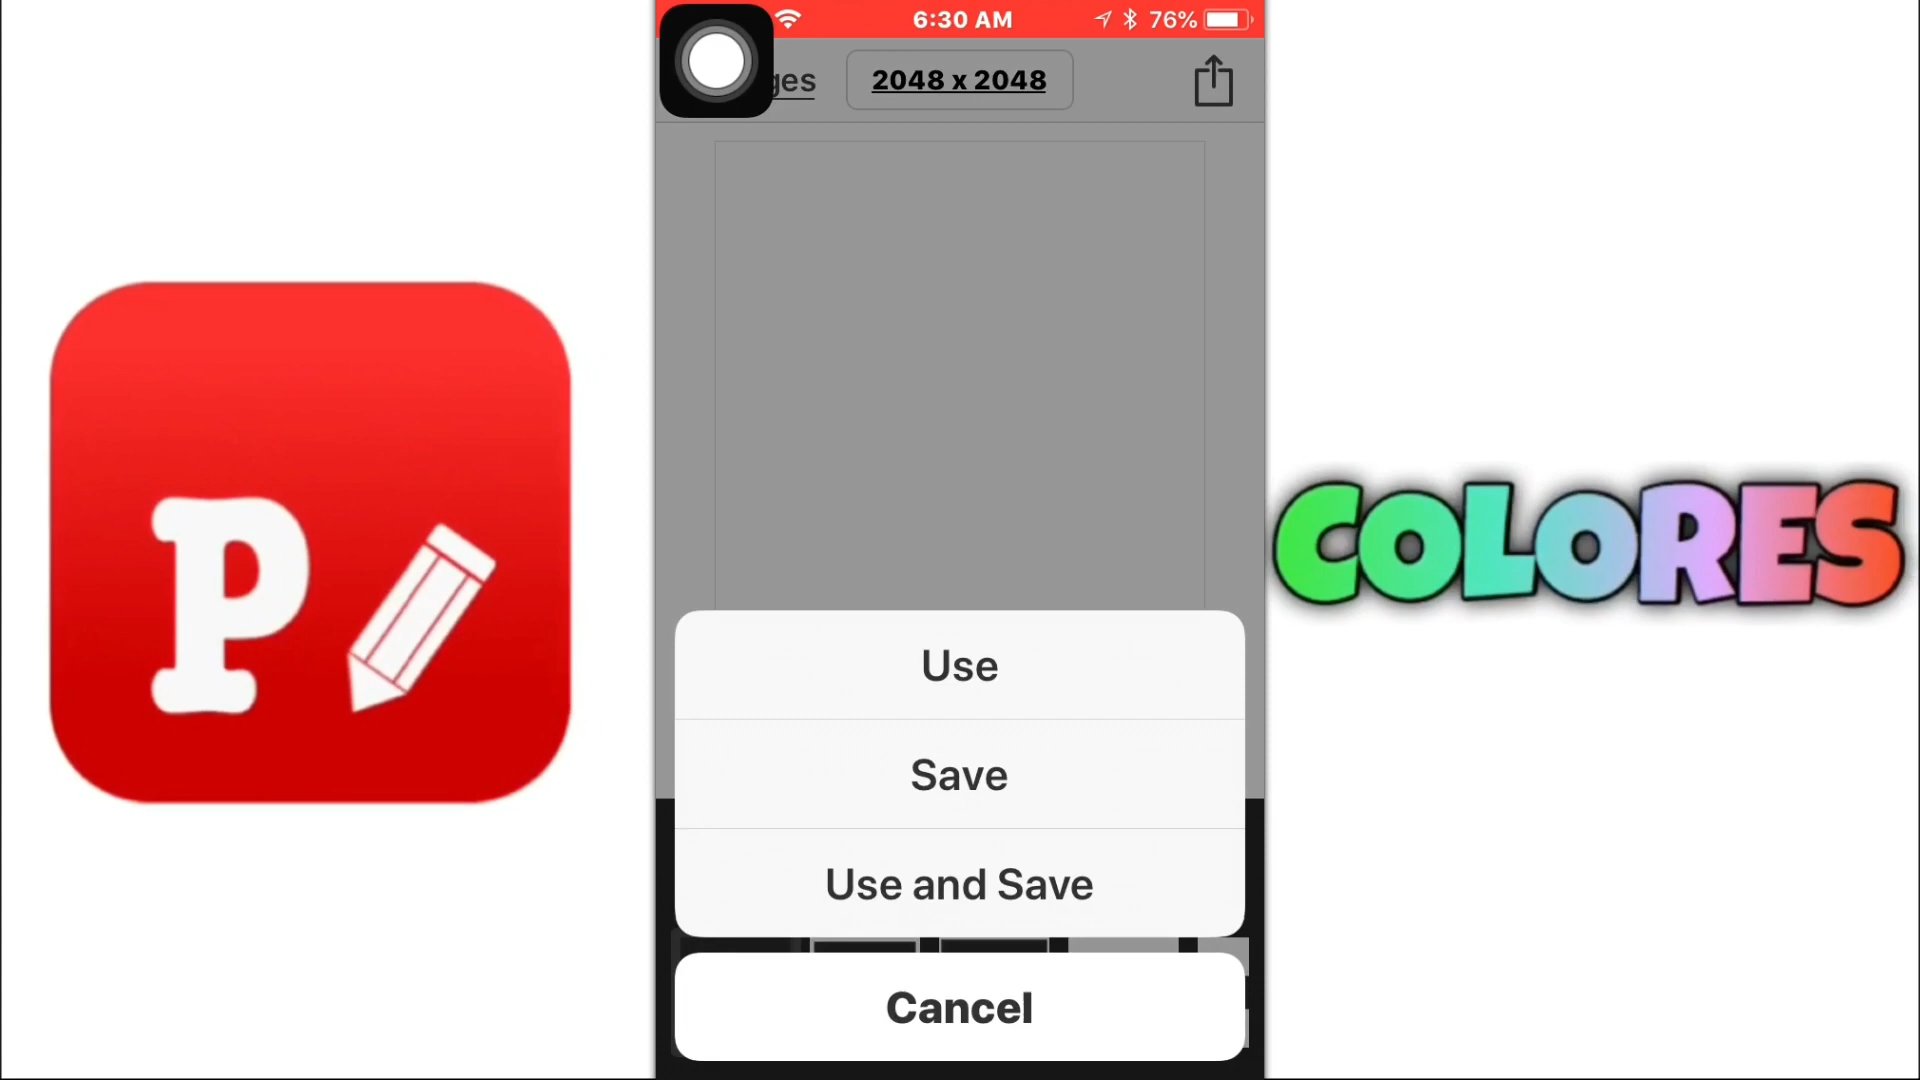 6:30 AM
76%
ges
2048 x 2048
P
COLORES
Use
Save
Use and Save
Cancel